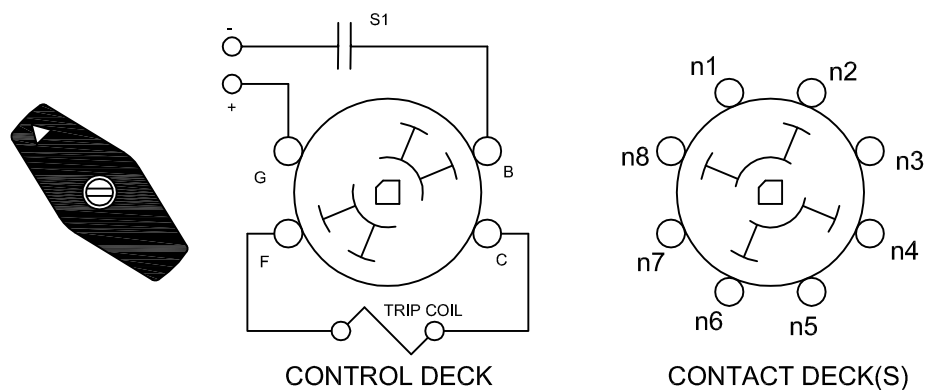 S1
-
+
G
B
F
C
TRIP COIL
CONTROL DECK
n1
n2
n8
n3
n7
n4
n6
n5
CONTACT DECK(S)